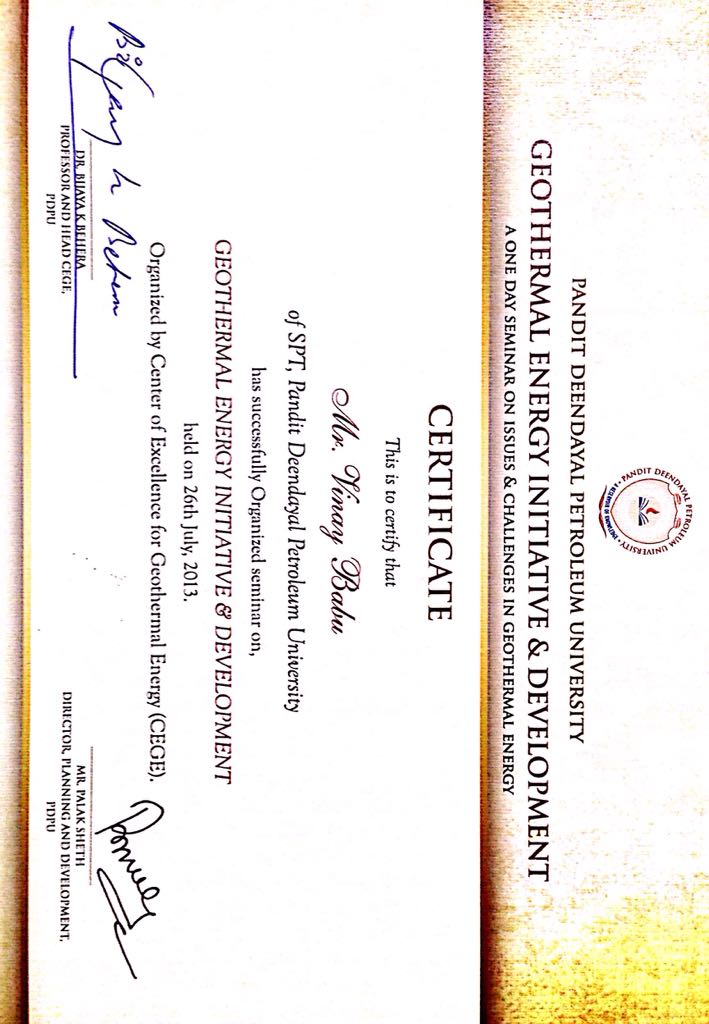 PANDIT DEENDAYAL PETROLEUM UNIVERSITY
A RESERVOIR OF KNOWLEDGE
PANDIT DEENDAYAL PETROLEUM UNIVERSITY
GEOTHERMAL ENERGY INITIATIVE & DEVELOPMENT
A ONE DAY SEMINAR ON ISSUES & CHALLENGES IN GEOTHERMAL ENERGY
CERTIFICATE
This is to certify that
Mr. Vinay Babu
of SPT, Pandit Deendayal Petroleum University
has successfully Organized seminar on,
GEOTHERMAL ENERGY INITIATIVE & DEVELOPMENT
held on 26th July, 2013.
Organized by Center of Excellence for Geothermal Energy (CEGE).
K Behera
DR. BIJAYA K BEHERA
PROFESSOR AND HEAD CEGE,
PDPU
MR. PALAK SHETH
DIRECTOR, PLANNING AND DEVELOPMENT,
PDPU